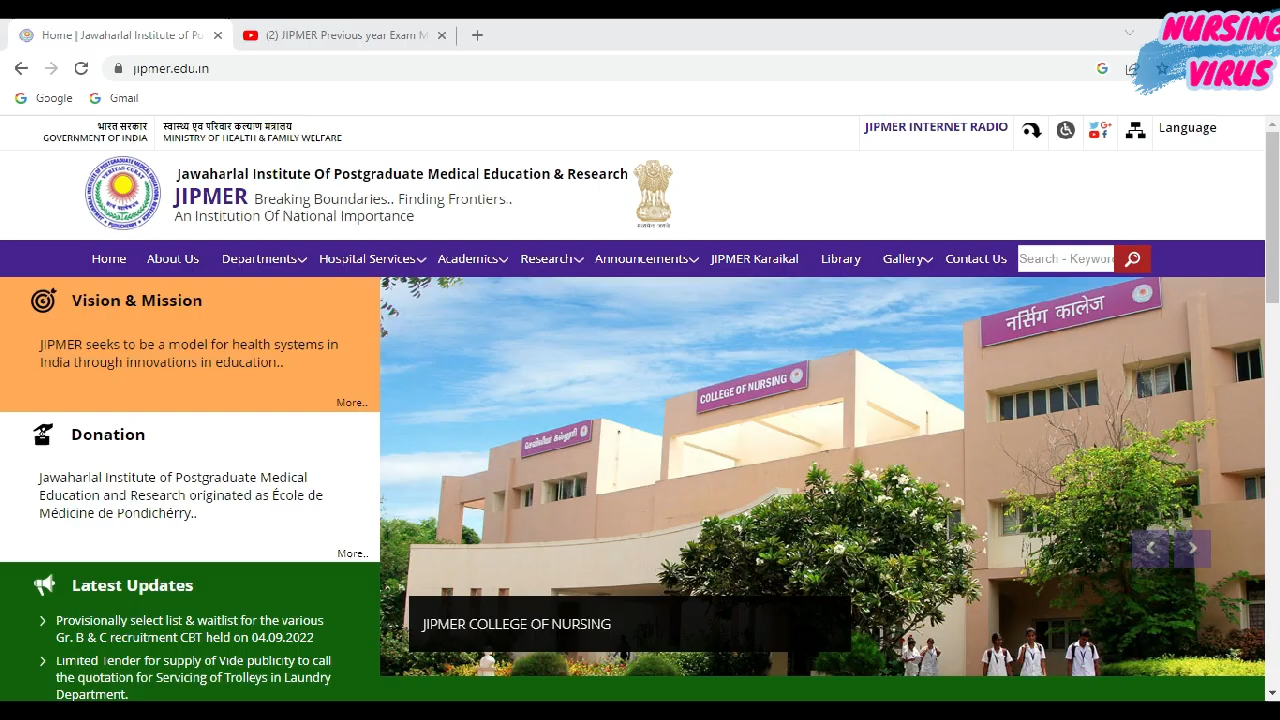 NURSING
VIRUS
Home | Jawaharlal Institute of Po
(2) JIPMER Previous year Exam M
jipmer.edu.in
Google
Gmail
भारत सरकार
GOVERNMENT OF INDIA
स्वास्थ्य एवं परिवार कल्याण मंत्रालय
MINISTRY OF HEALTH & FAMILY WELFARE
JIPMER INTERNET RADIO
Language
Jawaharlal Institute Of Postgraduate Medical Education & Research
JIPMER Breaking Boundaries.. Finding Frontiers..
An Institution Of National Importance
Home About Us Departments Hospital Services Academics Research Announcements JIPMER Karaikal Library Gallery Contact Us Search - Keyword
Vision & Mission
JIPMER seeks to be a model for health systems in
India through innovations in education..
More..
Donation
Jawaharlal Institute of Postgraduate Medical
Education and Research originated as École de
Médicine de Pondichérry..
More..
Latest Updates
Provisionally select list & waitlist for the various
Gr. B & C recruitment CBT held on 04.09.2022
Limited Tender for supply of Vide publicity to call
the quotation for Servicing of Trolleys in Laundry
Department.
செவிலியர் கல்லூரி
COLLEGE OF NURSING
नर्सिंग कालेज
JIPMER COLLEGE OF NURSING